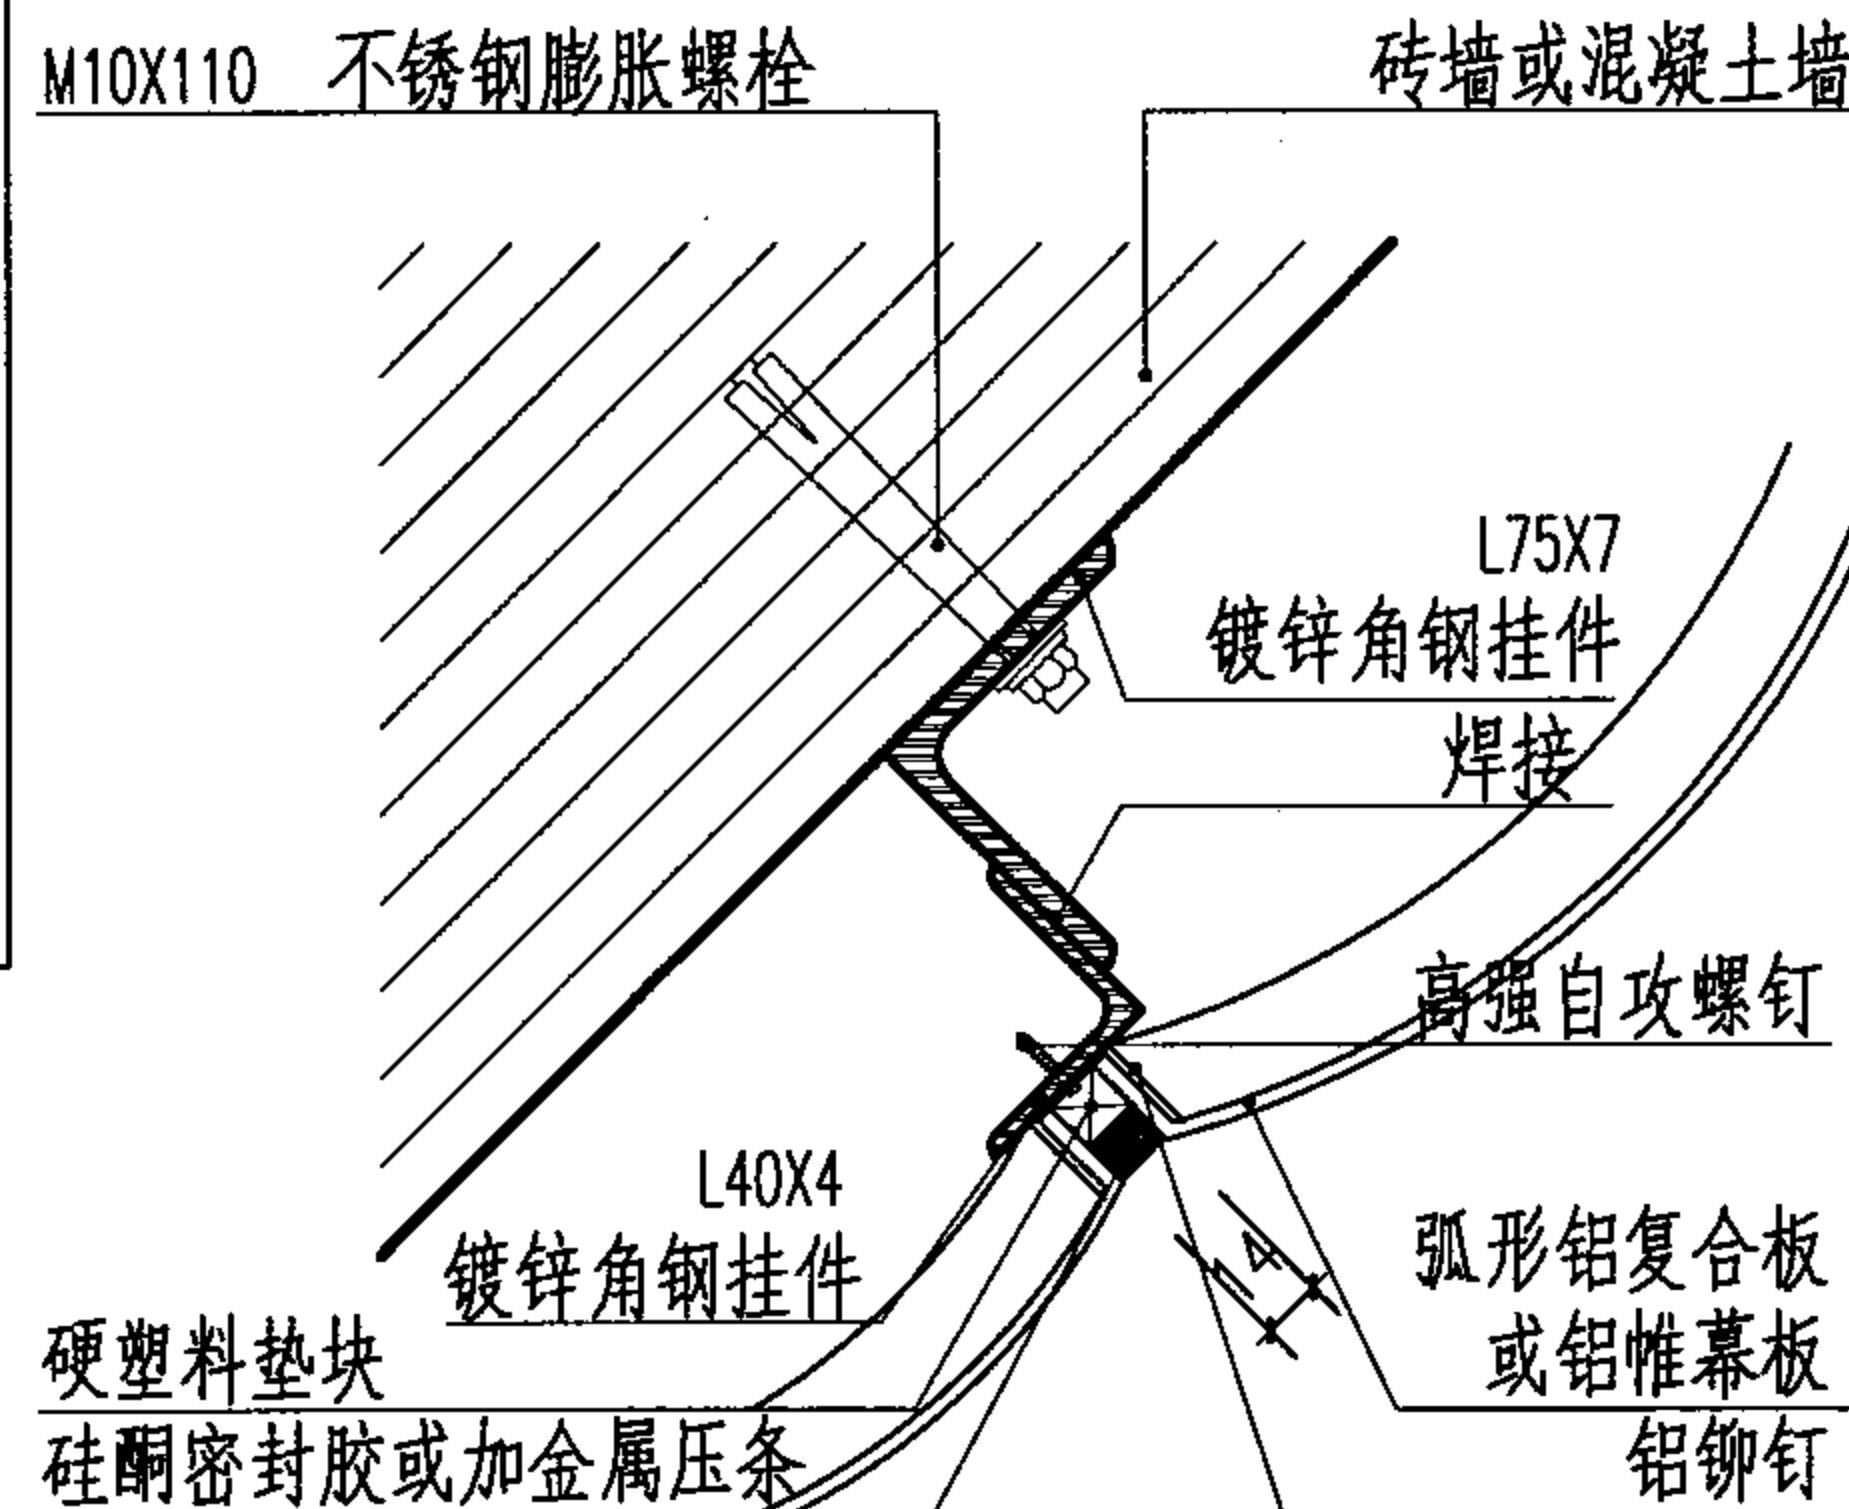 M10X110 不锈钢膨胀螺栓
砖墙或混凝土墙
L75X7
镀锌角钢挂件
焊接
高强自攻螺钉
L40X4
镀锌角钢挂件
A
弧形铝复合板
或铝帷幕板
硬塑料垫块
硅酮密封胶或加金属压条
铝铆钉